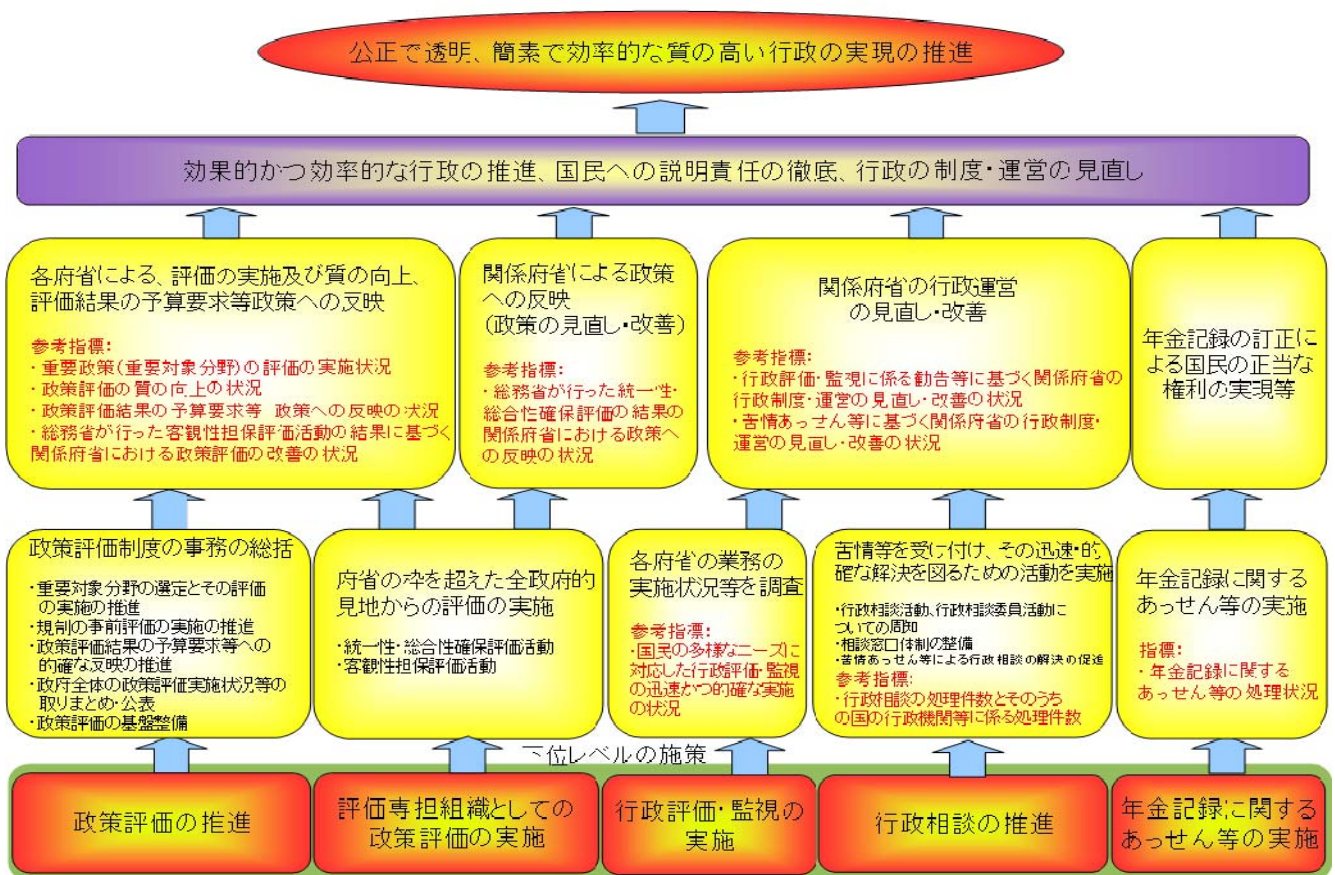 公正で透明、簡素で効率的な質の高い行政の実現の推進
効果的かつ効率的な行政の推進、国民への説明責任の徹底、行政の制度・運営の見直し
各府省による、評価の実施及び質の向上、
評価結果の予算要求等政策への反映
参考指標:
・重要政策(重要対象分野)の評価の実施状況
・政策評価の質の向上の状況
・政策評価結果の予算要求等 政策への反映の状況
・総務省が行った客観性担保評価活動の結果に基づく
関係府省における政策評価の改善の状況
関係府省による政策
への反映
(政策の見直し・改善)
参考指標:
・総務省が行った統一性・
総合性確保評価の結果の
関係府省における政策へ
の反映の状況
関係府省の行政運営
の見直し・改善
参考指標:
・行政評価・監視に係る勧告等に基づく関係府省の
行政制度・運営の見直し・改善の状況
・苦情あっせん等に基づく関係府省の行政制度・
運営の見直し・改善の状況
年金記録の訂正に
よる国民の正当な
権利の実現等
政策評価制度の事務の総括
・重要対象分野の選定とその評価
の実施の推進
・規制の事前評価の実施の推進
・政策評価結果の予算要求等への
的確な反映の推進
・政府全体の政策評価実施状況等の
取りまとめ・公表
・政策評価の基盤整備
府省の枠を超えた全政府的
見地からの評価の実施
・統一性・総合性確保評価活動
・客観性担保評価活動
各府省の業務の
実施状況等を調査
参考指標:
・国民の多様なニーズに
対応した行政評価・監視
の迅速かつ的確な実施
の状況
苦情等を受け付け、その迅速・的
確な解決を図るための活動を実施
・行政相談活動、行政相談委員活動に
ついての周知
・相談窓口体制の整備
・苦情あっせん等による行政相談の解決の促進
参考指標:
・行政相談の処理件数とそのうち
の国の行政機関等に係る処理件数
年金記録に関する
あっせん等の実施
指標:
・年金記録に関する
あっせん等の処理状況
下位レベルの施策
政策評価の推進
評価専担組織としての
政策評価の実施
行政評価・監視の
実施
行政相談の推進
年金記録に関する
あっせん等の実施